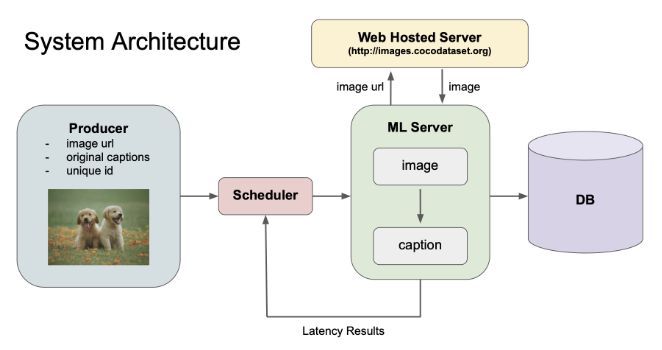 System Architecture
Web Hosted Server
(http://images.cocodataset.org)
image url
image
Producer
- image url
- original captions
- unique id
Scheduler
ML Server
image
caption
DB
Latency Results